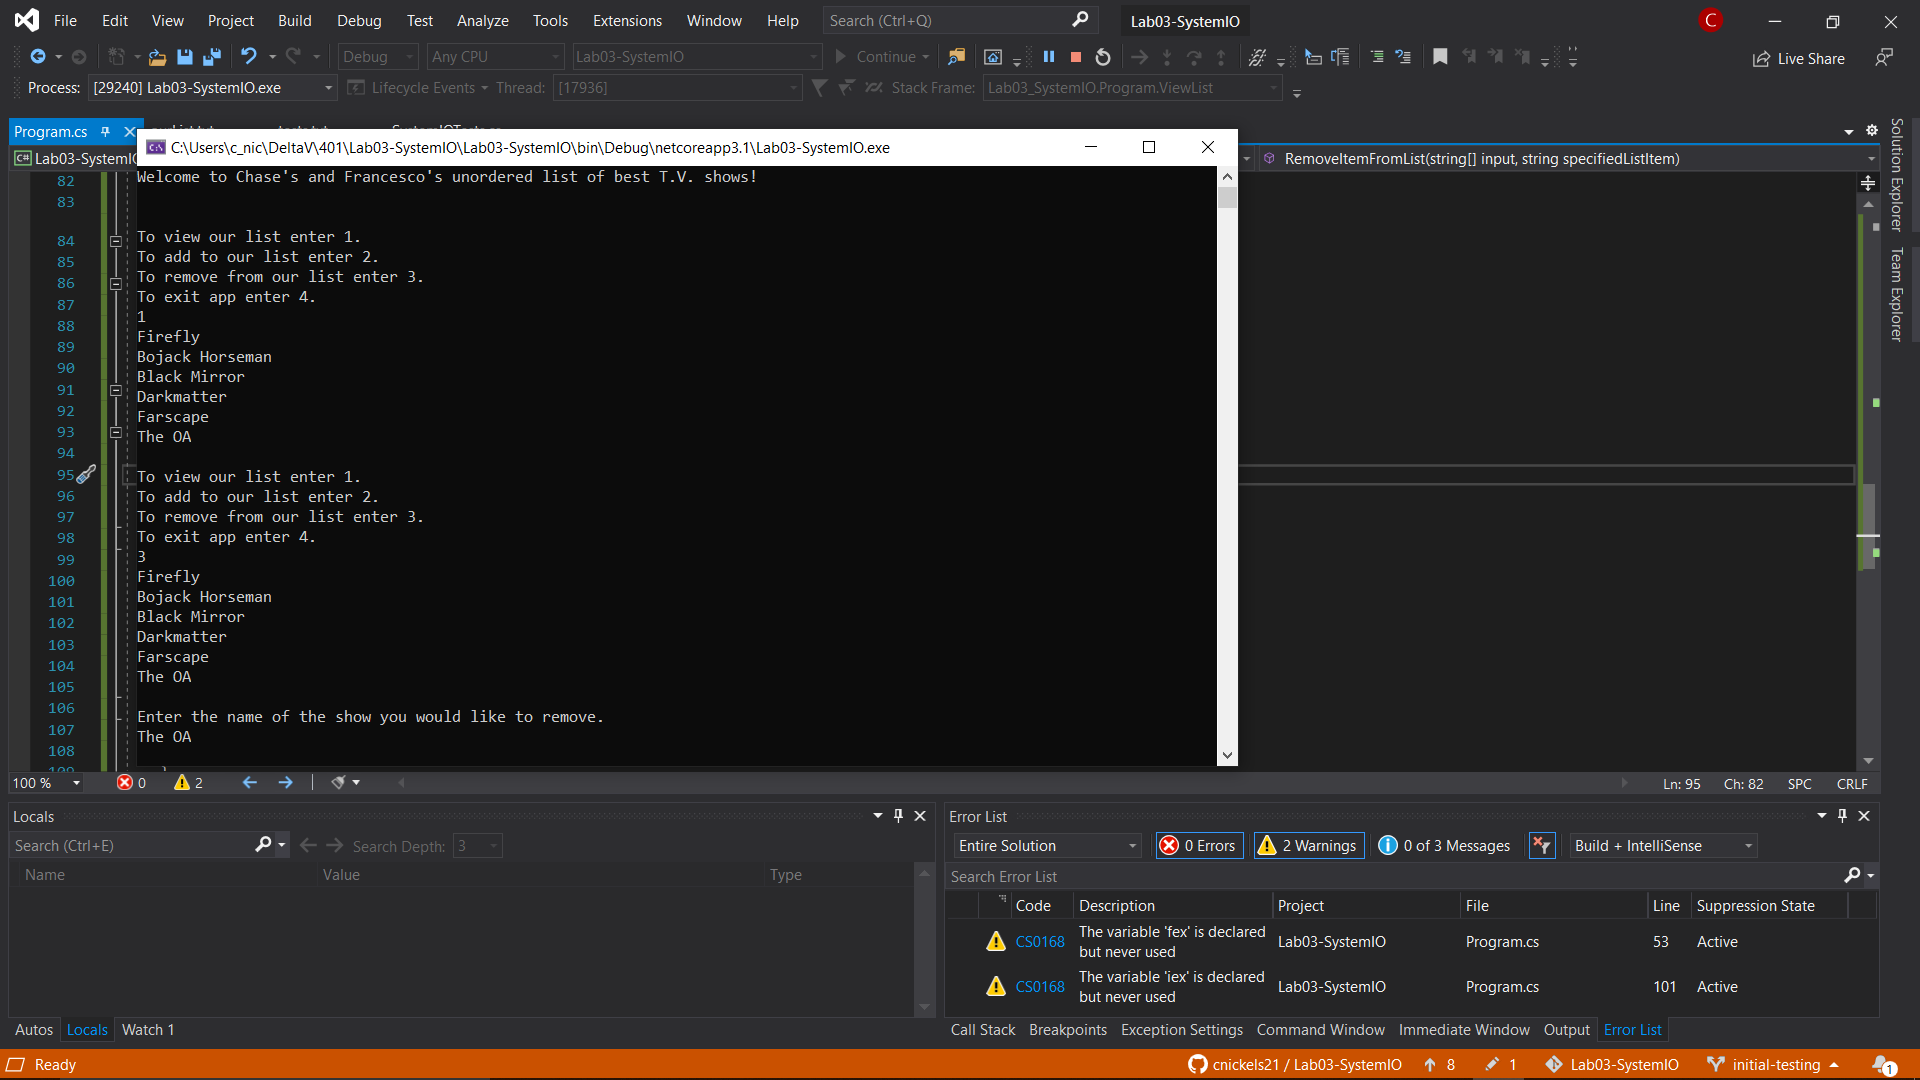 File Edit View Project Build Debug Test Analyze Tools Extensions Window Help Search (Ctrl+Q) Lab03-SystemIO C
Debug Any CPU Lab03-SystemIO Continue Live Share
Process: [29240] Lab03-SystemIO.exe Lifecycle Events Thread: [17936] Stack Frame: Lab03_SystemIO.Program.ViewList
Program.cs
C:\Users\c_nic\DeltaV\401\Lab03-SystemIO\Lab03-SystemIO\bin\Debug\netcoreapp3.1\Lab03-SystemIO.exe
C# Lab03-SystemIO RemoveItemFromList(string[] input, string specifiedListItem)
Solution Explorer
Team Explorer
82
83
84
85
86
87
88
89
90
91
92
93
94
95
96
97
98
99
100
101
102
103
104
105
106
107
108
109
Welcome to Chase's and Francesco's unordered list of best T.V. shows!
To view our list enter 1.
To add to our list enter 2.
To remove from our list enter 3.
To exit app enter 4.
1
Firefly
Bojack Horseman
Black Mirror
Darkmatter
Farscape
The OA
To view our list enter 1.
To add to our list enter 2.
To remove from our list enter 3.
To exit app enter 4.
3
Firefly
Bojack Horseman
Black Mirror
Darkmatter
Farscape
The OA
Enter the name of the show you would like to remove.
The OA
100 % 0 2 Ln: 95 Ch: 82 SPC CRLF
Locals
Search (Ctrl+E) Search Depth: 3
Name Value Type
Autos Locals Watch 1
Error List
Entire Solution 0 Errors 2 Warnings 0 of 3 Messages Build + IntelliSense
Search Error List
Code Description Project File Line Suppression State
CS0168 The variable 'fex' is declared but never used Lab03-SystemIO Program.cs 53 Active
CS0168 The variable 'iex' is declared but never used Lab03-SystemIO Program.cs 101 Active
Call Stack Breakpoints Exception Settings Command Window Immediate Window Output Error List
Ready cnickels21 / Lab03-SystemIO 8 1 Lab03-SystemIO initial-testing 1